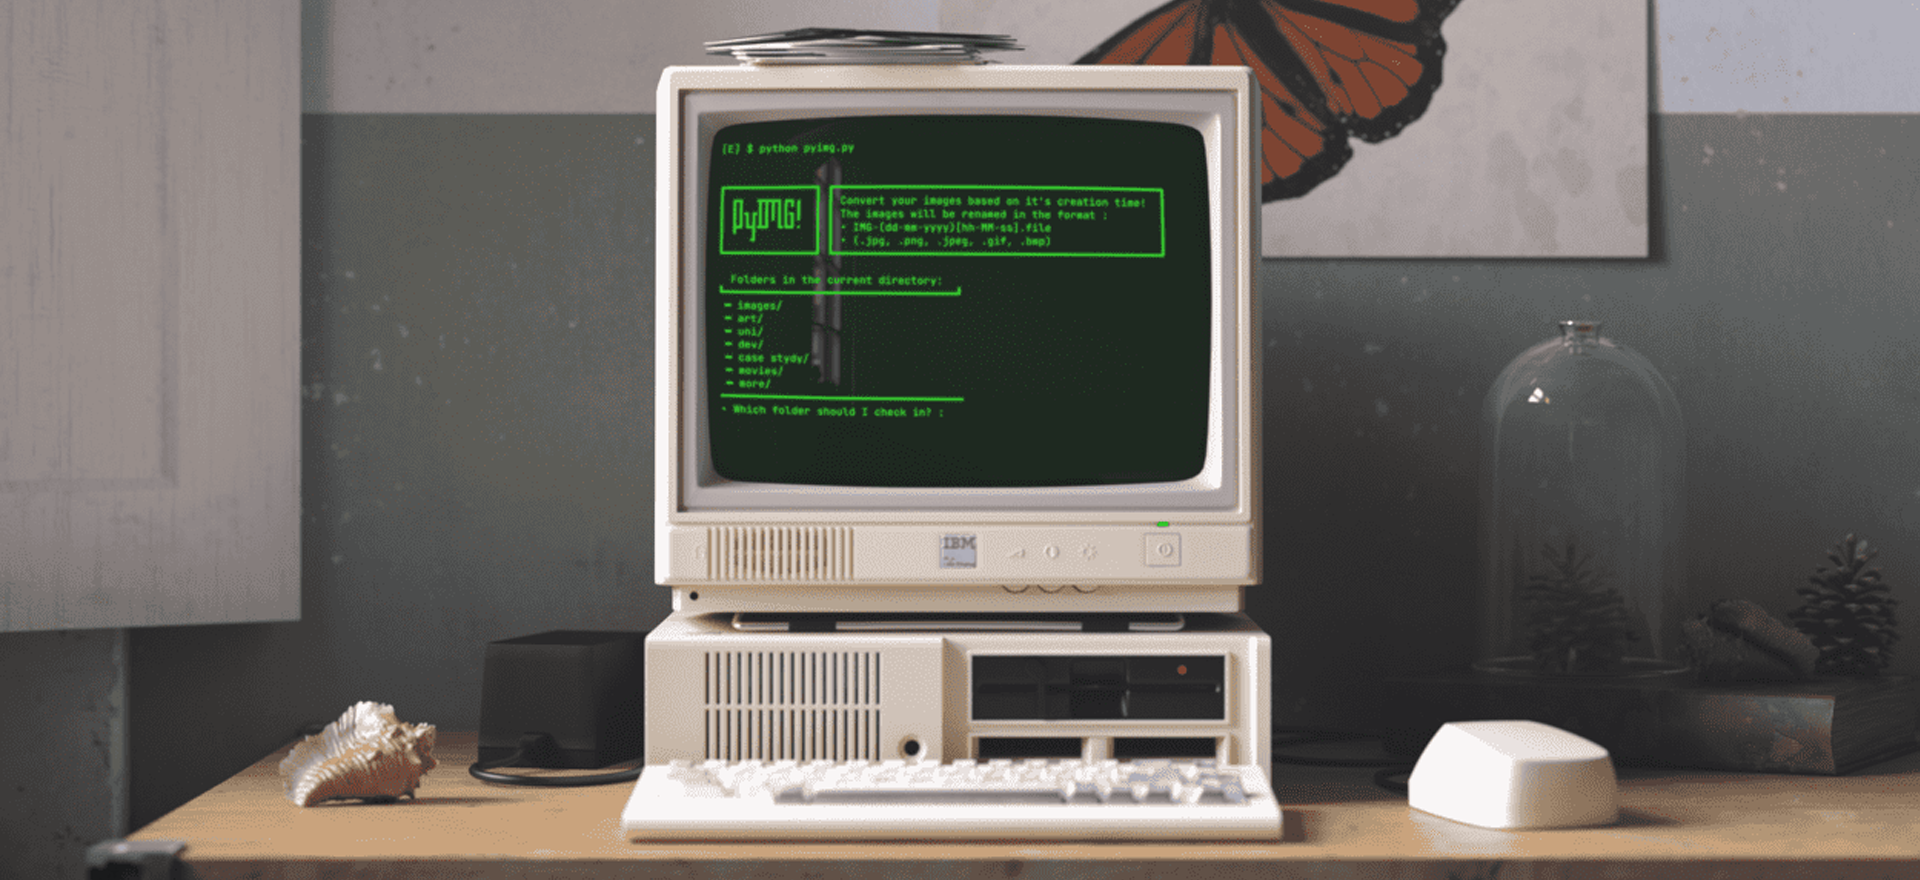 [E] $ python pyimg.py
pyIMG!
Convert your images based on it's creation time!
The images will be renamed in the format :
• IMG-(dd-mm-yyyy)[hh-MM-ss].file
• (.jpg, .png, .jpeg, .gif, .bmp)
Folders in the current directory:
- images/
- art/
- uni/
- dev/
- case stydy/
- movies/
- more/
• Which folder should I check in? :
IBM